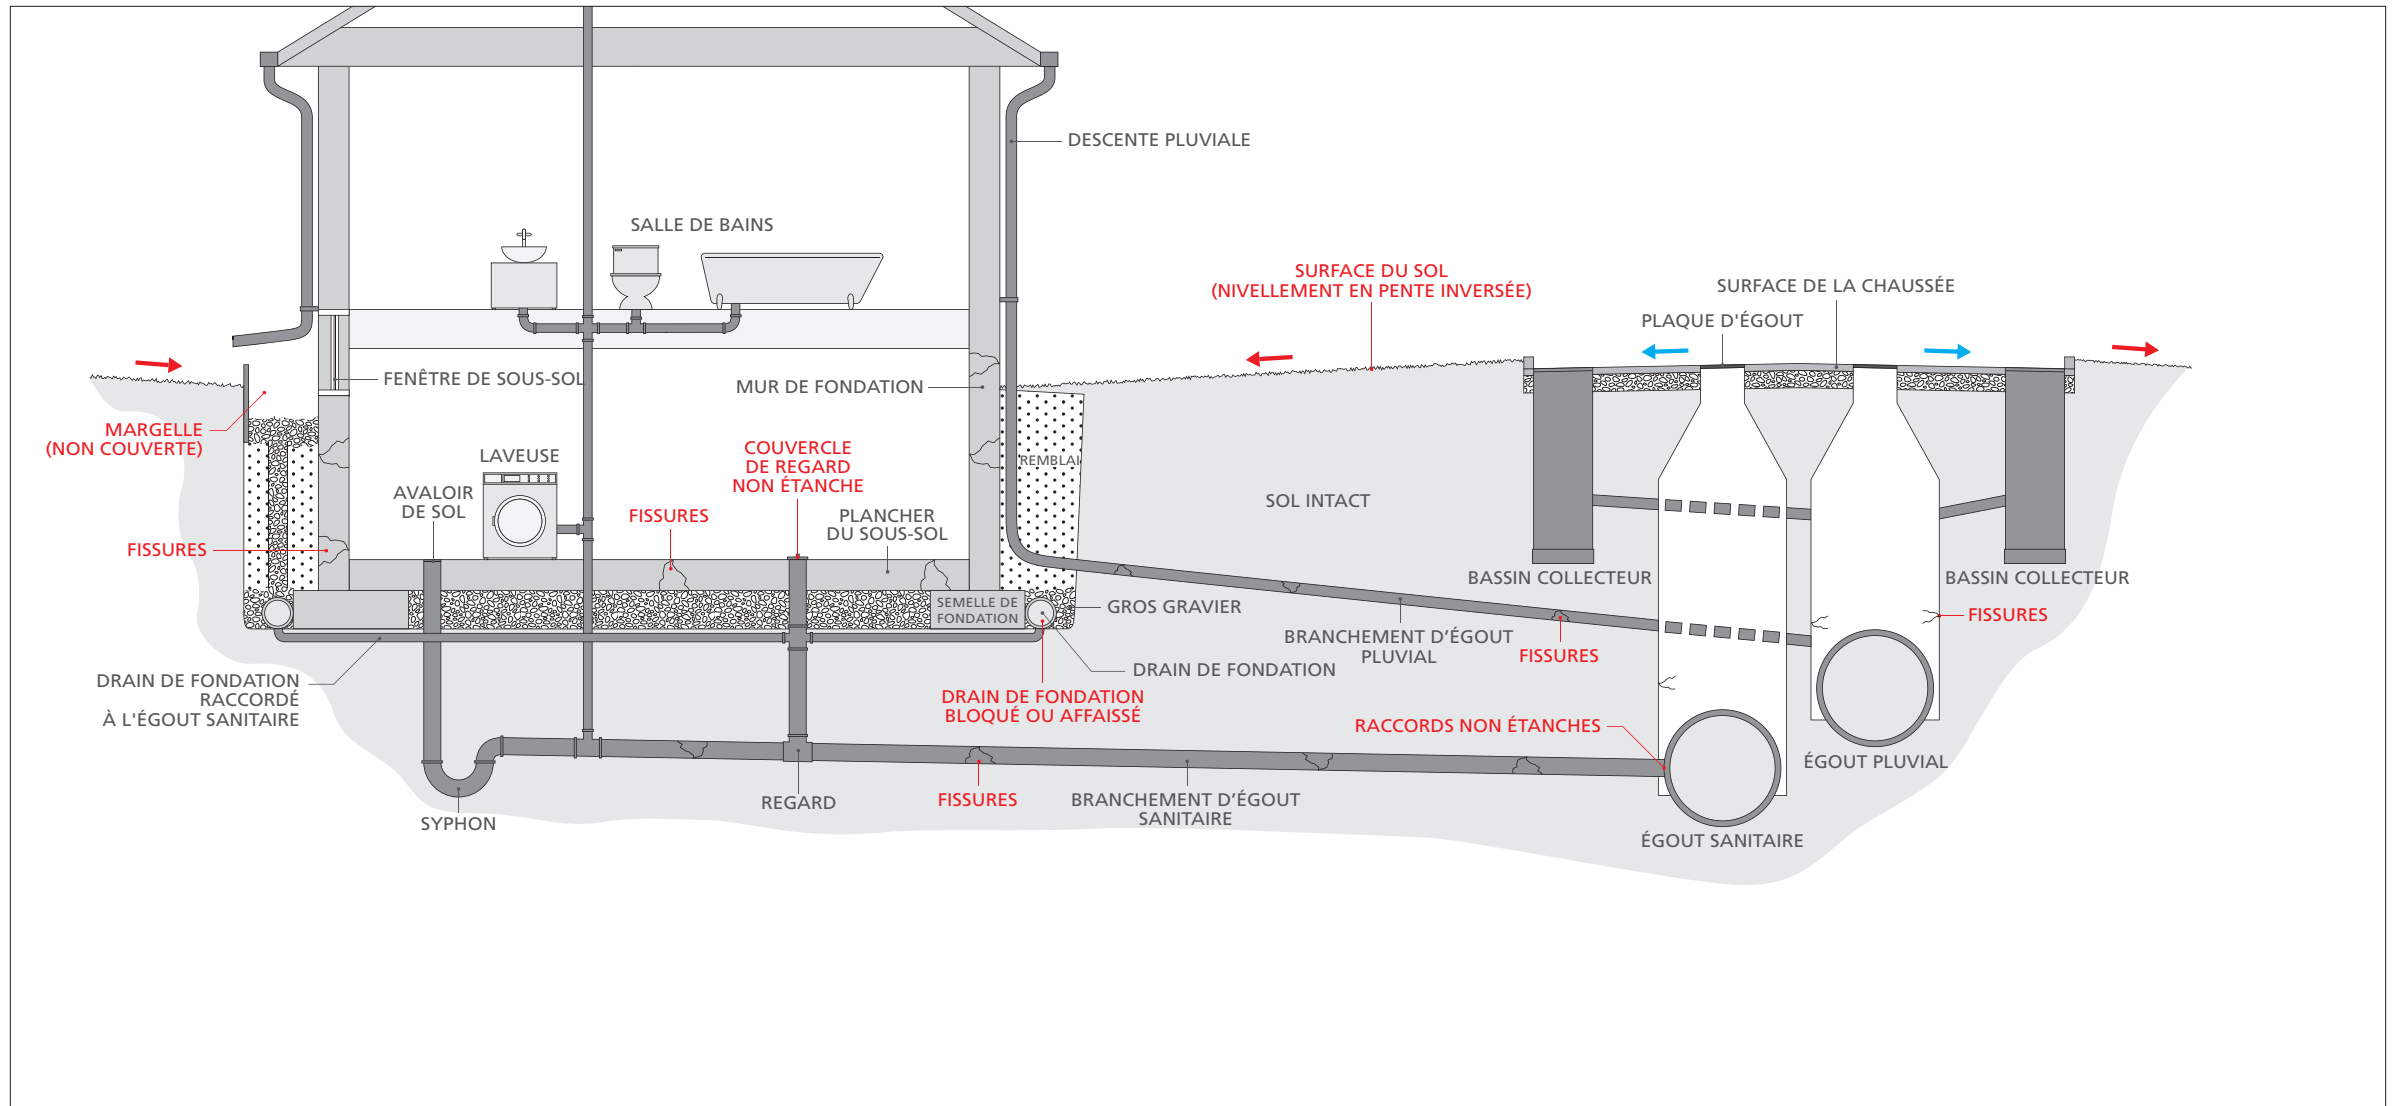 DESCENTE PLUVIALE
SALLE DE BAINS
SURFACE DU SOL
(NIVELLEMENT EN PENTE INVERSÉE)
SURFACE DE LA CHAUSSÉE
PLAQUE D'ÉGOUT
FENÊTRE DE SOUS-SOL
MUR DE FONDATION
MARGELLE
(NON COUVERTE)
LAVEUSE
COUVERCLE
DE REGARD
NON ÉTANCHE
REMBLAI
AVALOIR
DE SOL
FISSURES
PLANCHER
DU SOUS-SOL
SOL INTACT
FISSURES
BASSIN COLLECTEUR
BASSIN COLLECTEUR
SEMELLE DE
FONDATION
GROS GRAVIER
FISSURES
BRANCHEMENT D'ÉGOUT
PLUVIAL
FISSURES
DRAIN DE FONDATION
DRAIN DE FONDATION
RACCORDÉ
À L'ÉGOUT SANITAIRE
DRAIN DE FONDATION
BLOQUÉ OU AFFAISSÉ
RACCORDS NON ÉTANCHES
ÉGOUT PLUVIAL
REGARD
FISSURES
BRANCHEMENT D'ÉGOUT
SANITAIRE
SYPHON
ÉGOUT SANITAIRE